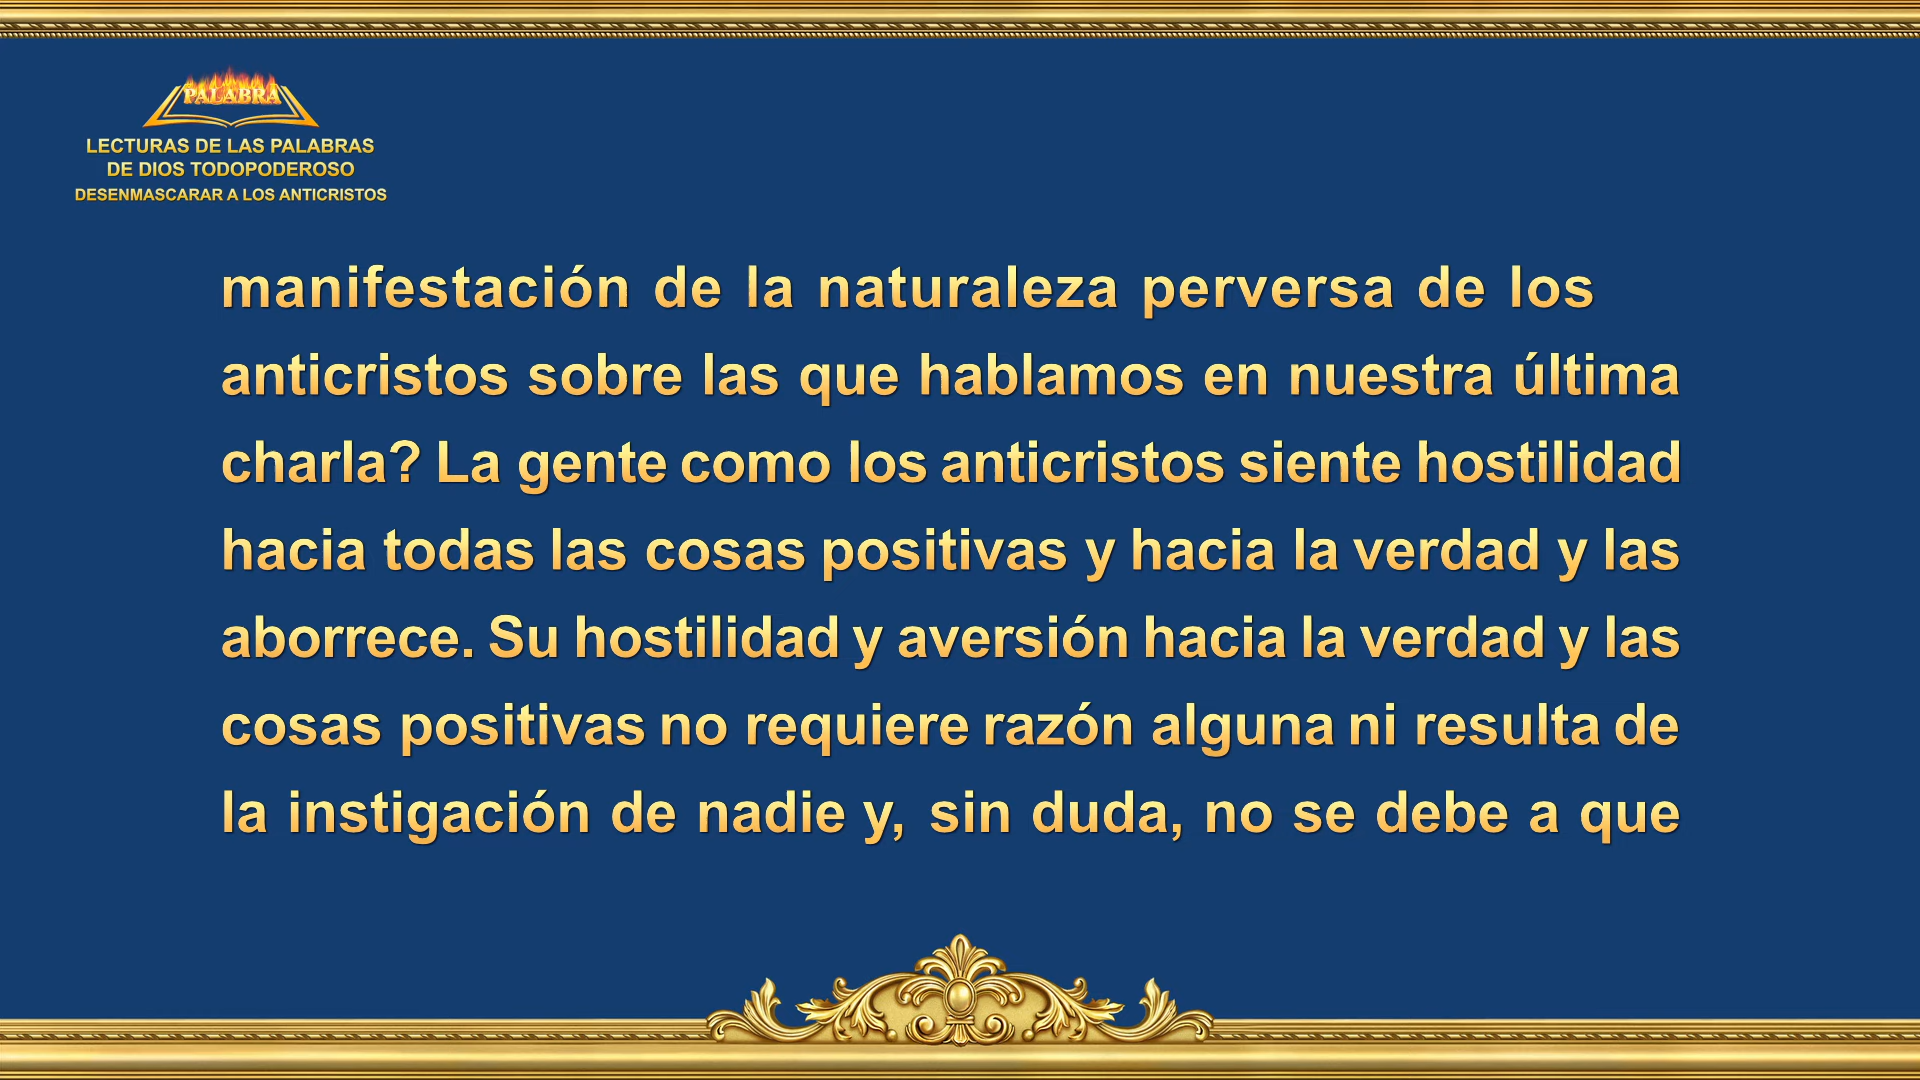 PALABRA
LECTURAS DE LAS PALABRAS
DE DIOS TODOPODEROSO
DESENMASCARAR A LOS ANTICRISTOS
manifestación de la naturaleza perversa de los
anticristos sobre las que hablamos en nuestra última
charla? La gente como los anticristos siente hostilidad
hacia todas las cosas positivas y hacia la verdad y las
aborrece. Su hostilidad y aversión hacia la verdad y las
cosas positivas no requiere razón alguna ni resulta de
la instigación de nadie y, sin duda, no se debe a que